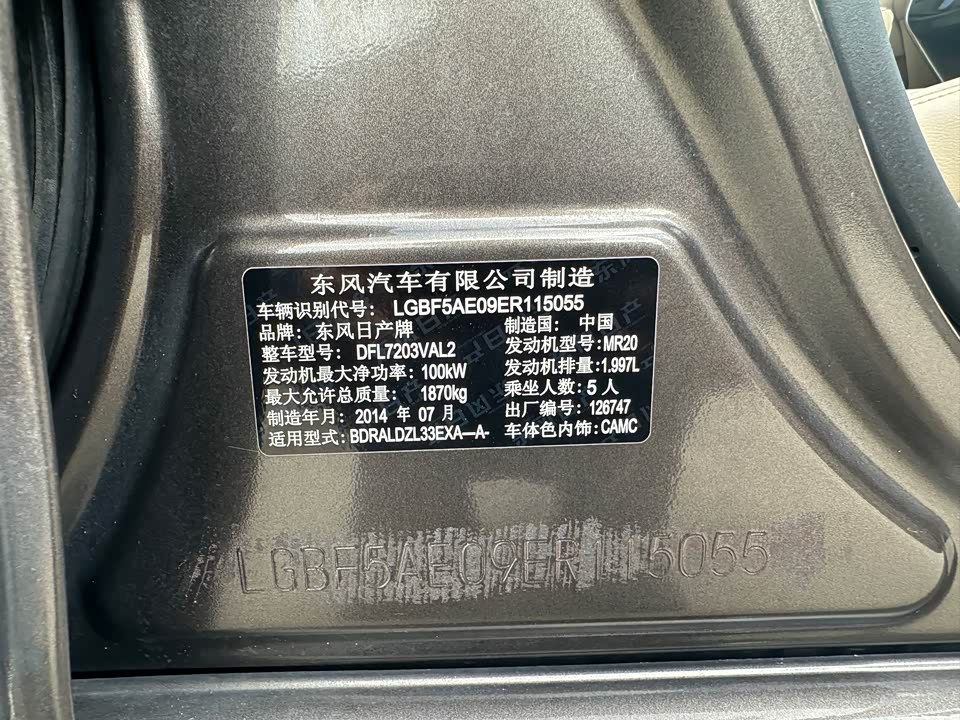 东风汽车有限公司制造
车辆识别代号： LGBF5AE09ER115055
品牌： 东风日产牌 制造国： 中国
整车型号： DFL7203VAL2 发动机型号：MR20
发动机最大净功率： 100kW 发动机排量：1.997L
最大允许总质量： 1870kg 乘坐人数：5 人
制造年月： 2014 年 07 月 出厂编号： 126747
适用型式：BDRALDZL33EXA—A- 车体色内饰：CAMC
LGBF5AE09ER115055